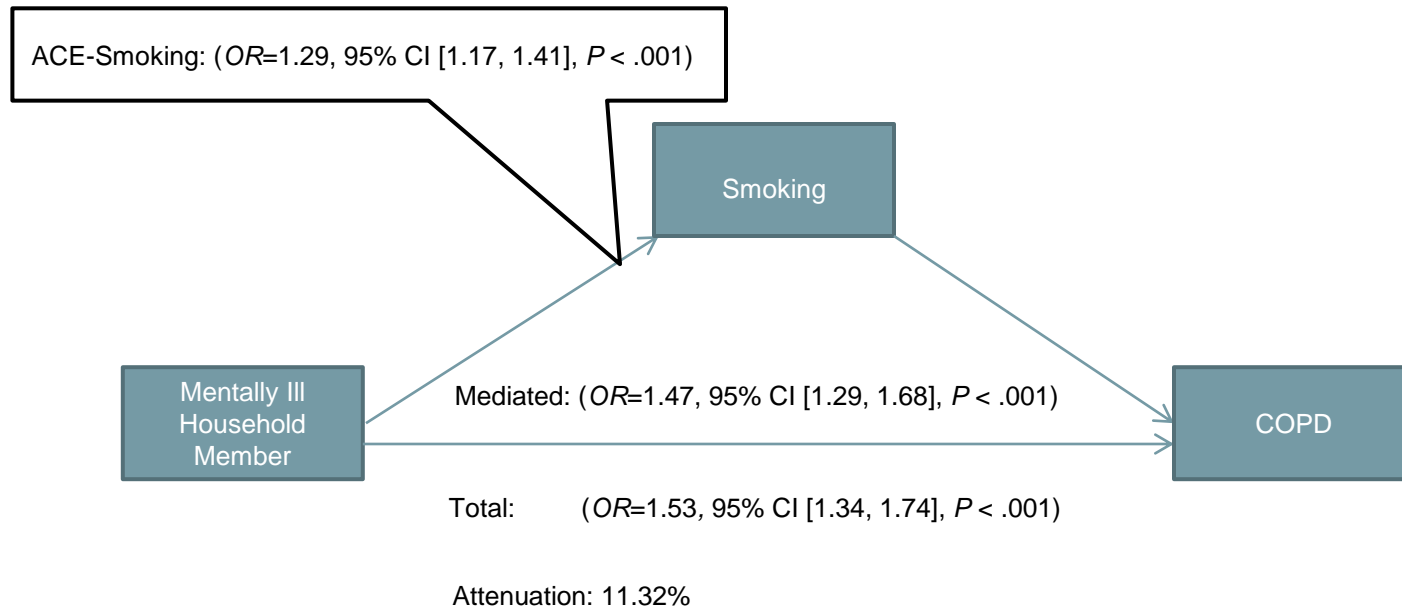 ACE-Smoking: (OR=1.29, 95% CI [1.17, 1.41], P < .001)
Smoking
Mentally Ill
Household
Member
Mediated: (OR=1.47, 95% CI [1.29, 1.68], P < .001)
COPD
Total: (OR=1.53, 95% CI [1.34, 1.74], P < .001)
Attenuation: 11.32%